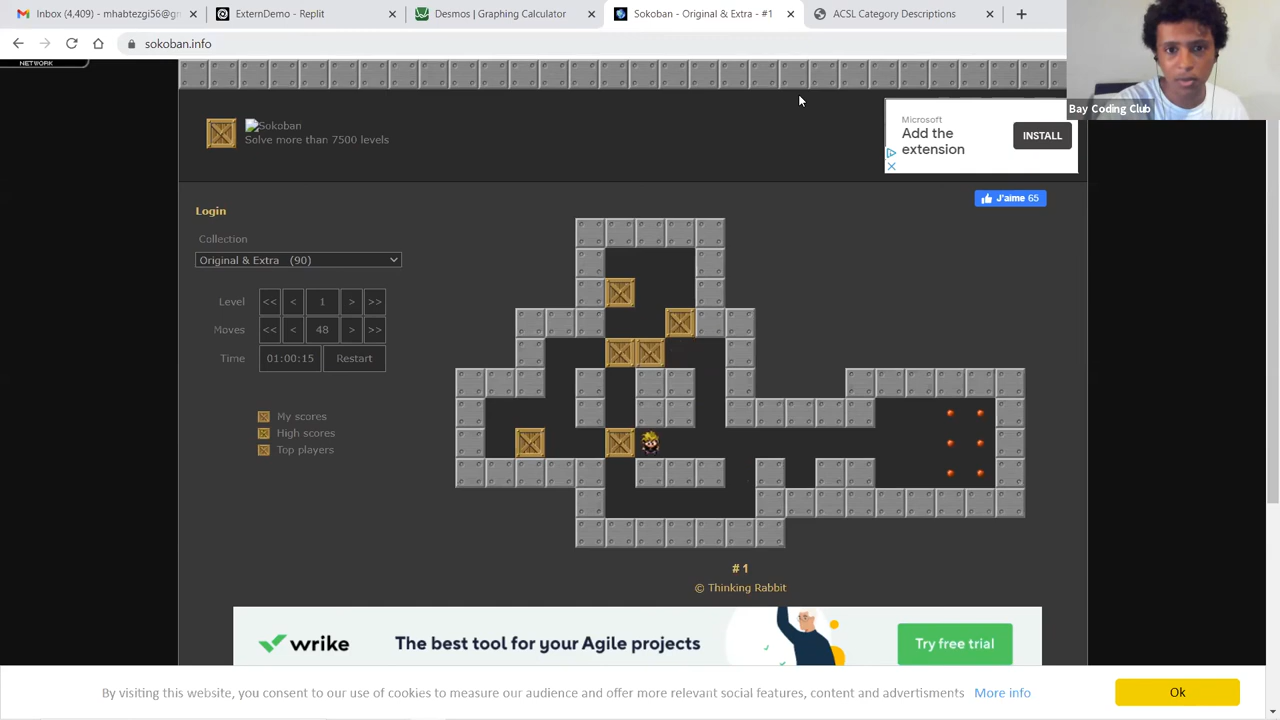 Inbox (4,409) - mhabtezgi56@gm
ExternDemo - Replit
Desmos | Graphing Calculator
Sokoban - Original & Extra - #1
ACSL Category Descriptions
sokoban.info
NETWORK
Bay Coding Club
Sokoban
Solve more than 7500 levels
Microsoft
Add the
extension
INSTALL
J'aime 65
Login
Collection
Original & Extra (90)
Level << < 1 > >>
Moves << < 48 > >>
Time 01:00:15 Restart
My scores
High scores
Top players
# 1
© Thinking Rabbit
wrike
The best tool for your Agile projects
Try free trial
By visiting this website, you consent to our use of cookies to measure our audience and offer more relevant social features, content and advertisments More info
Ok